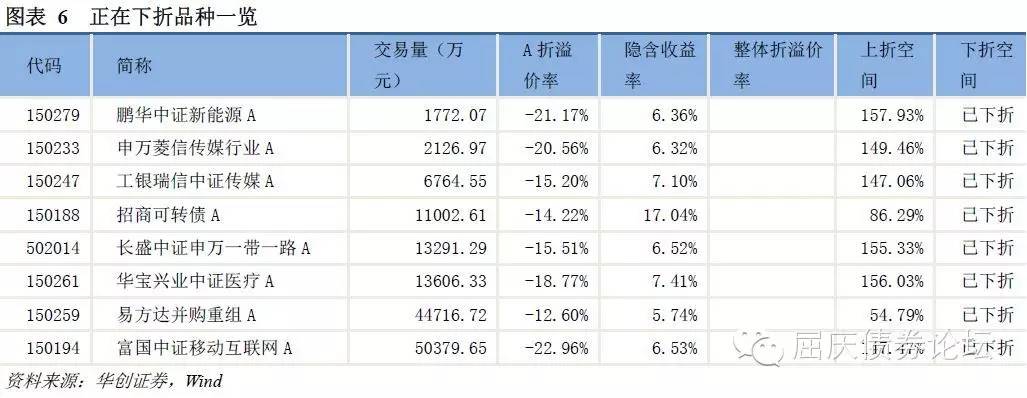 图表 6 正在下折品种一览
代码 简称 交易量（万元） A 折溢价率 隐含收益率 整体折溢价率 上折空间 下折空间
150279 鹏华中证新能源 A 1772.07 -21.17% 6.36% 157.93% 已下折
150233 申万菱信传媒行业 A 2126.97 -20.56% 6.32% 149.46% 已下折
150247 工银瑞信中证传媒 A 6764.55 -15.20% 7.10% 147.06% 已下折
150188 招商可转债 A 11002.61 -14.22% 17.04% 86.29% 已下折
502014 长盛中证申万一带一路 A 13291.29 -15.51% 6.52% 155.33% 已下折
150261 华宝兴业中证医疗 A 13606.33 -18.77% 7.41% 156.03% 已下折
150259 易方达并购重组 A 44716.72 -12.60% 5.74% 54.79% 已下折
150194 富国中证移动互联网 A 50379.65 -22.96% 6.53% 已下折
屈庆债券论坛
资料来源：华创证券，Wind